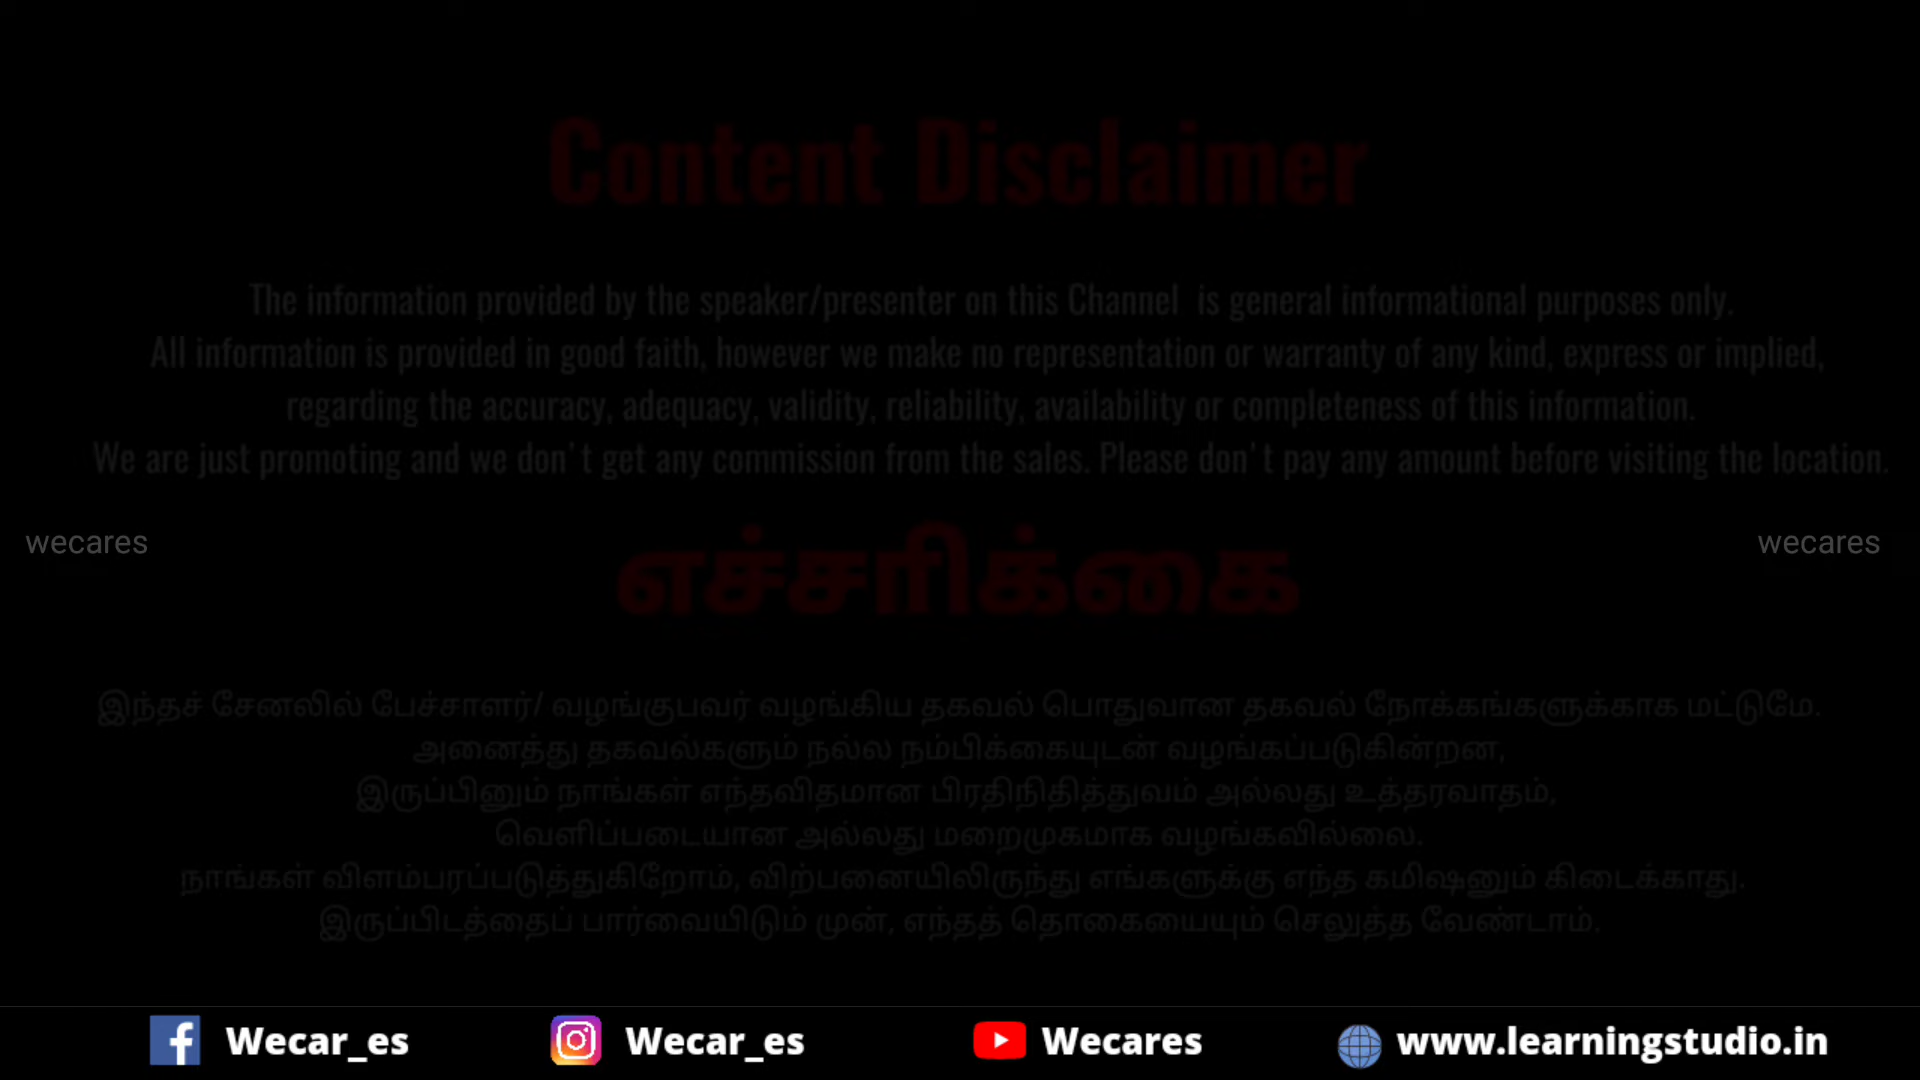 Content Disclaimer
The information provided by the speaker/presenter on this Channel is general informational purposes only.
All information is provided in good faith, however we make no representation or warranty of any kind, express or implied,
regarding the accuracy, adequacy, validity, reliability, availability or completeness of this information.
We are just promoting and we don't get any commission from the sales. Please don't pay any amount before visiting the location.
wecares
wecares
எச்சரிக்கை
இந்தச் சேனலில் பேச்சாளர்/ வழங்குபவர் வழங்கிய தகவல் பொதுவான தகவல் நோக்கங்களுக்காக மட்டுமே.
அனைத்து தகவல்களும் நல்ல நம்பிக்கையுடன் வழங்கப்படுகின்றன,
இருப்பினும் நாங்கள் எந்தவிதமான பிரதிநிதித்துவம் அல்லது உத்தரவாதம்,
வெளிப்படையான அல்லது மறைமுகமாக வழங்கவில்லை.
நாங்கள் விளம்பரப்படுத்துகிறோம், விற்பனையிலிருந்து எங்களுக்கு எந்த கமிஷனும் கிடைக்காது.
இருப்பிடத்தைப் பார்வையிடும் முன், எந்தத் தொகையையும் செலுத்த வேண்டாம்.
Wecar_es
Wecar_es
Wecares
www.learningstudio.in